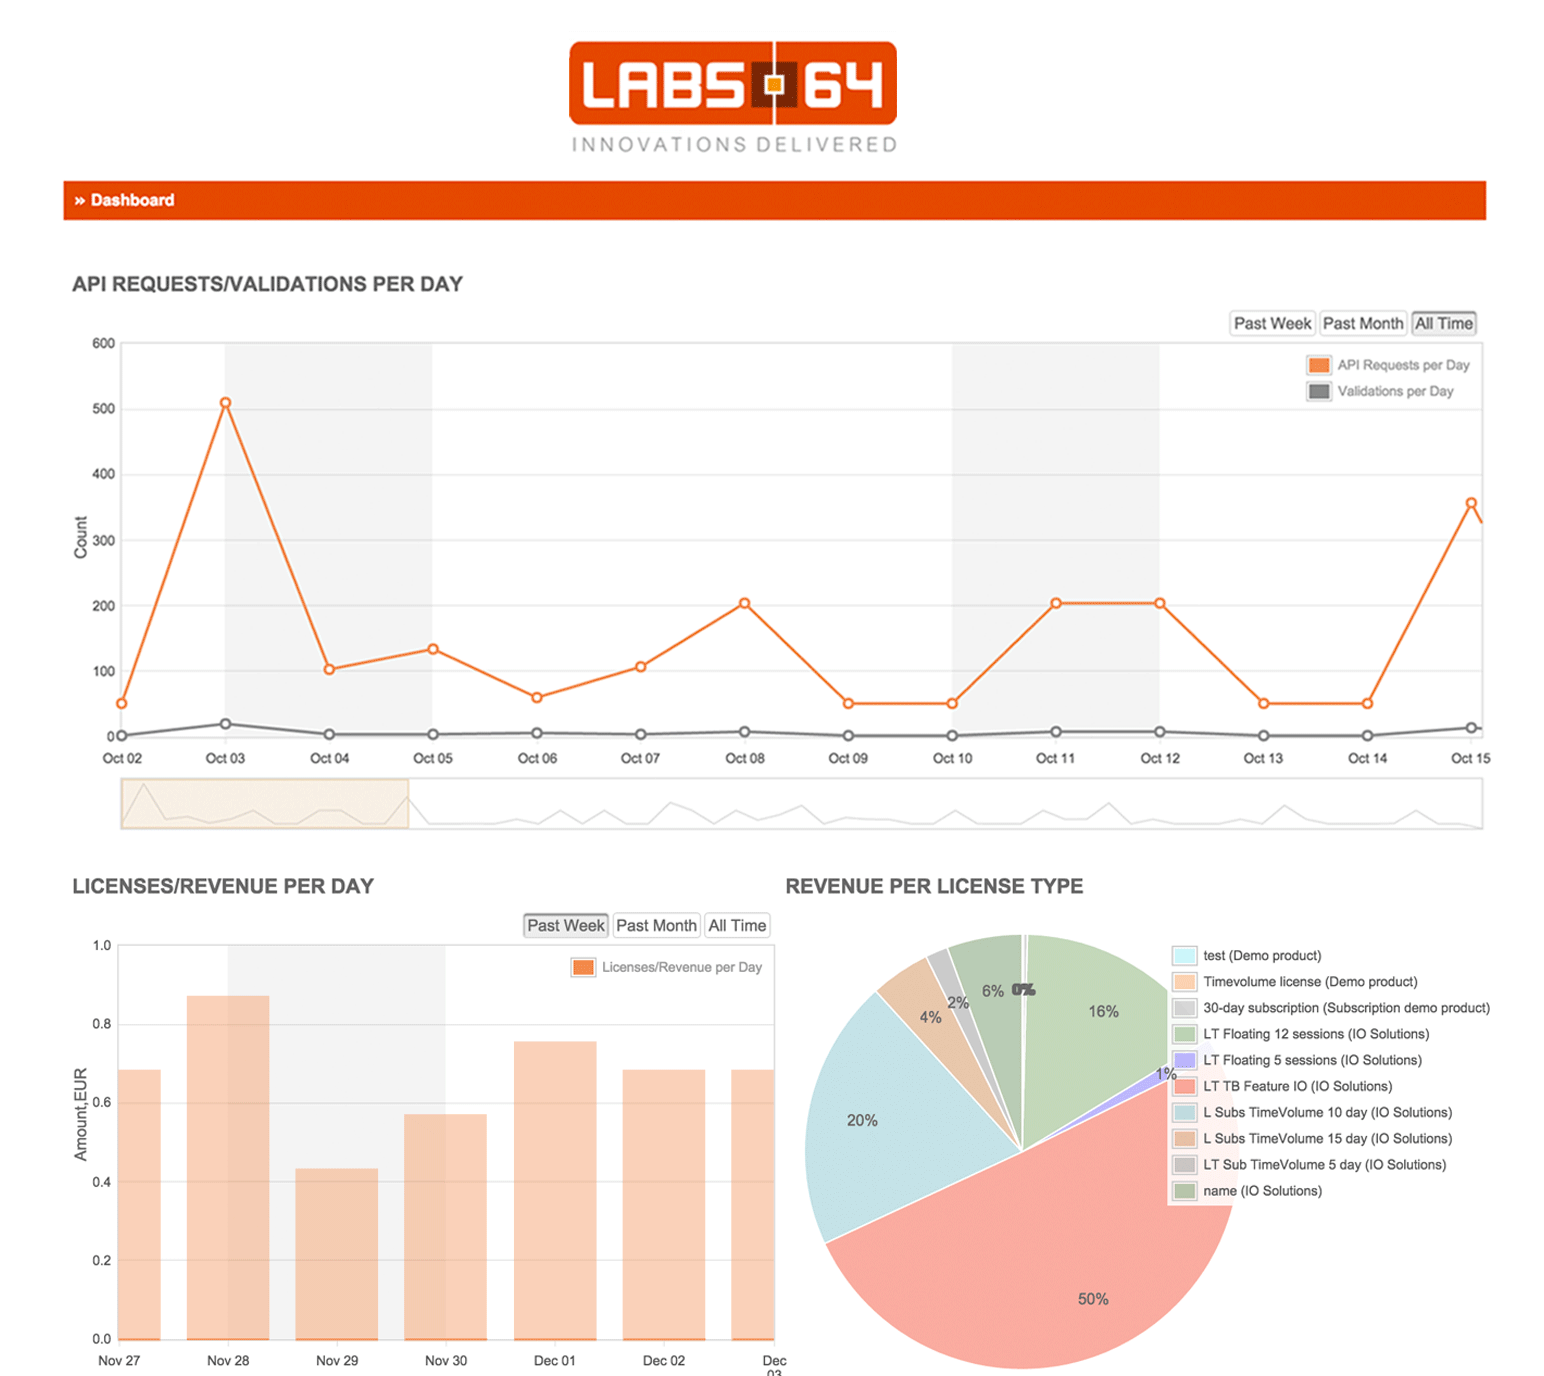 LABS 64
INNOVATIONS DELIVERED
» Dashboard
API REQUESTS/VALIDATIONS PER DAY
Past Week Past Month All Time
API Requests per Day
Validations per Day
600
500
400
300
200
100
0
Count
Oct 02 Oct 03 Oct 04 Oct 05 Oct 06 Oct 07 Oct 08 Oct 09 Oct 10 Oct 11 Oct 12 Oct 13 Oct 14 Oct 15
LICENSES/REVENUE PER DAY
Past Week Past Month All Time
Licenses/Revenue per Day
1.0
0.8
0.6
0.4
0.2
0.0
Amount,EUR
Nov 27 Nov 28 Nov 29 Nov 30 Dec 01 Dec 02 Dec
03
REVENUE PER LICENSE TYPE
test (Demo product)
Timevolume license (Demo product)
30-day subscription (Subscription demo product)
LT Floating 12 sessions (IO Solutions)
LT Floating 5 sessions (IO Solutions)
LT TB Feature IO (IO Solutions)
L Subs TimeVolume 10 day (IO Solutions)
L Subs TimeVolume 15 day (IO Solutions)
LT Sub TimeVolume 5 day (IO Solutions)
name (IO Solutions)
6%
0%
2%
4%
16%
1%
20%
50%